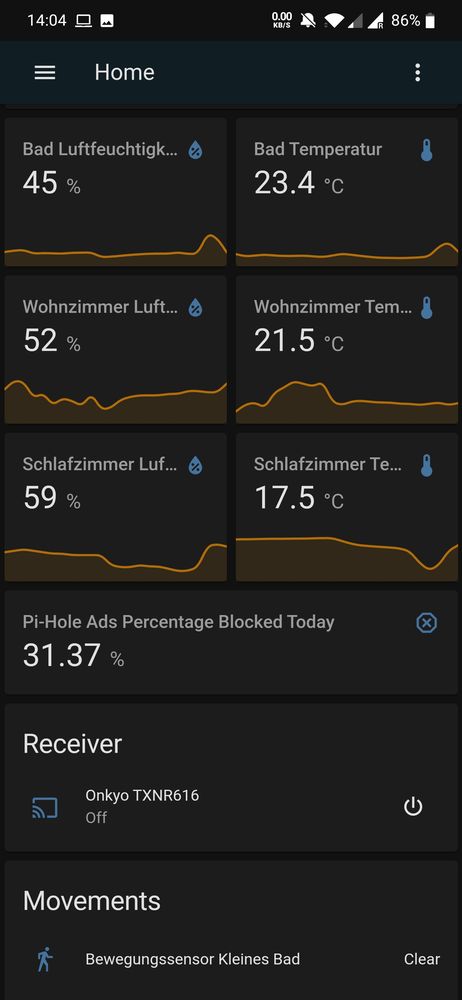 14:04
0.00
KB/S
R
86%
Home
Bad Luftfeuchtigk...
45 %
Bad Temperatur
23.4 °C
Wohnzimmer Luft...
52 %
Wohnzimmer Tem...
21.5 °C
Schlafzimmer Luf...
59 %
Schlafzimmer Te...
17.5 °C
Pi-Hole Ads Percentage Blocked Today
31.37 %
Receiver
Onkyo TXNR616
Off
Movements
Bewegungssensor Kleines Bad
Clear